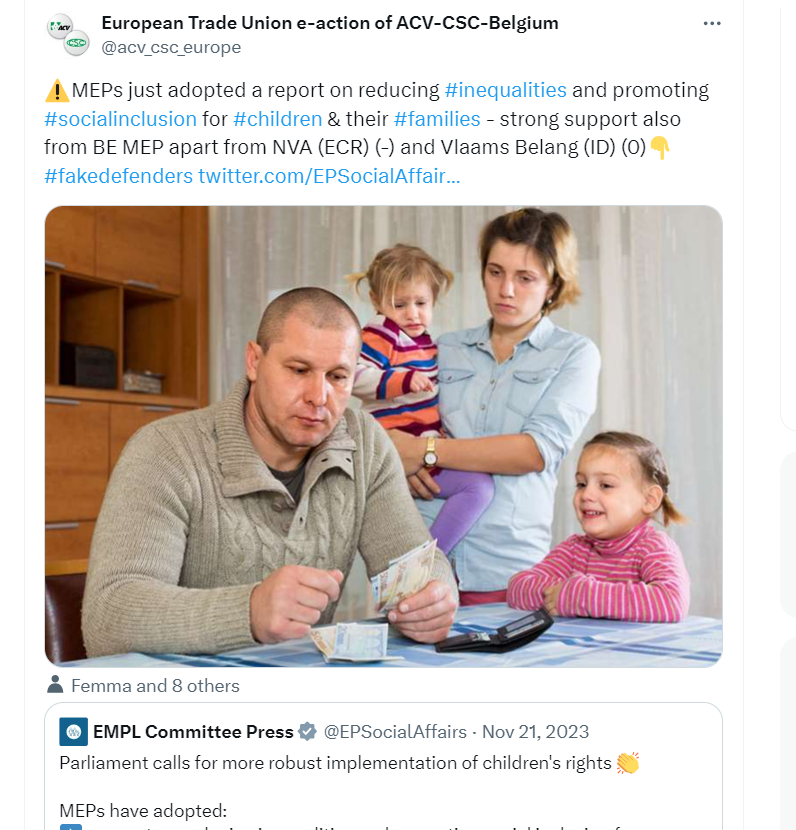 European Trade Union e-action of ACV-CSC-Belgium
@acv_csc_europe
⚠️MEPs just adopted a report on reducing #inequalities and promoting
#socialinclusion for #children & their #families - strong support also
from BE MEP apart from NVA (ECR) (-) and Vlaams Belang (ID) (0)👇
#fakedefenders twitter.com/EPSocialAffair...
Femma and 8 others
EMPL Committee Press @EPSocialAffairs · Nov 21, 2023
Parliament calls for more robust implementation of children's rights 👏
MEPs have adopted: